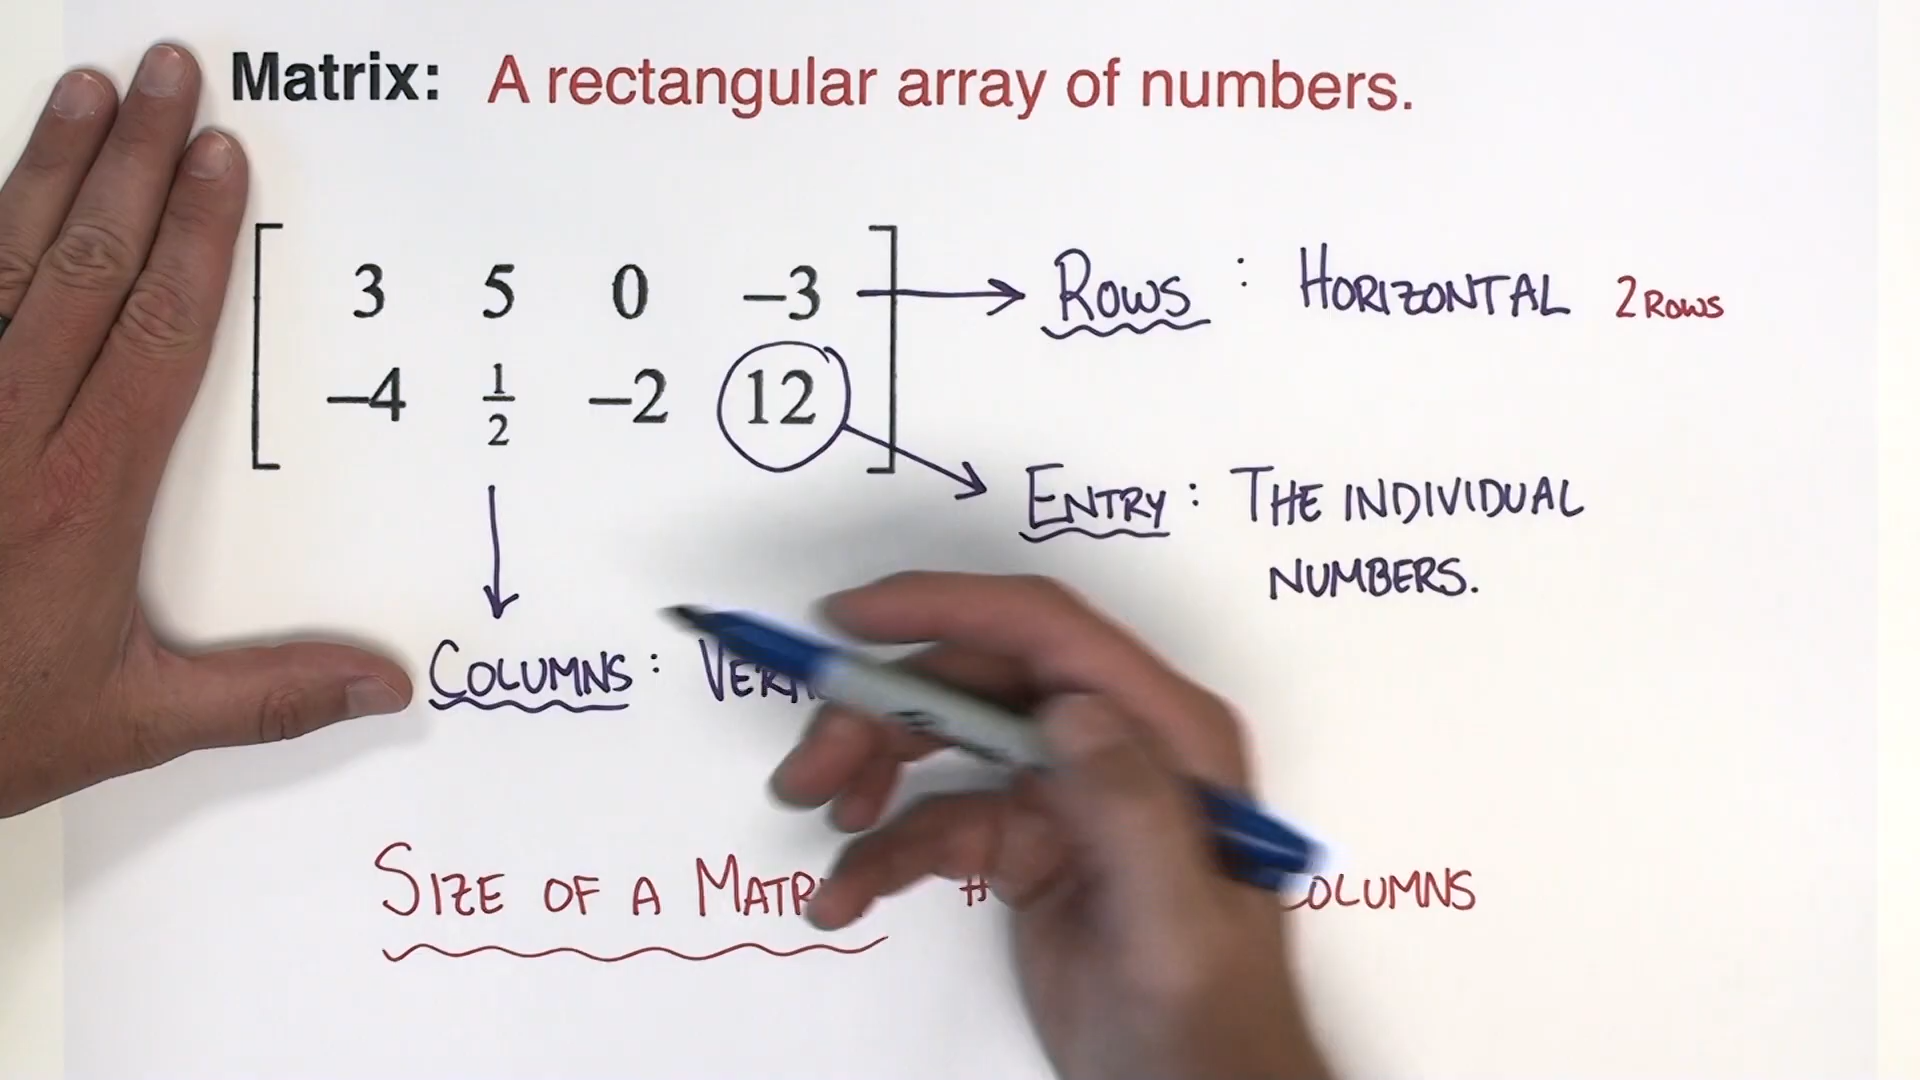 Matrix: A rectangular array of numbers.
3 5 0 −3
−4 1/2 −2 12
ROWS : HORIZONTAL 2 ROWS
ENTRY : THE INDIVIDUAL
NUMBERS.
COLUMNS :
SIZE OF A
#